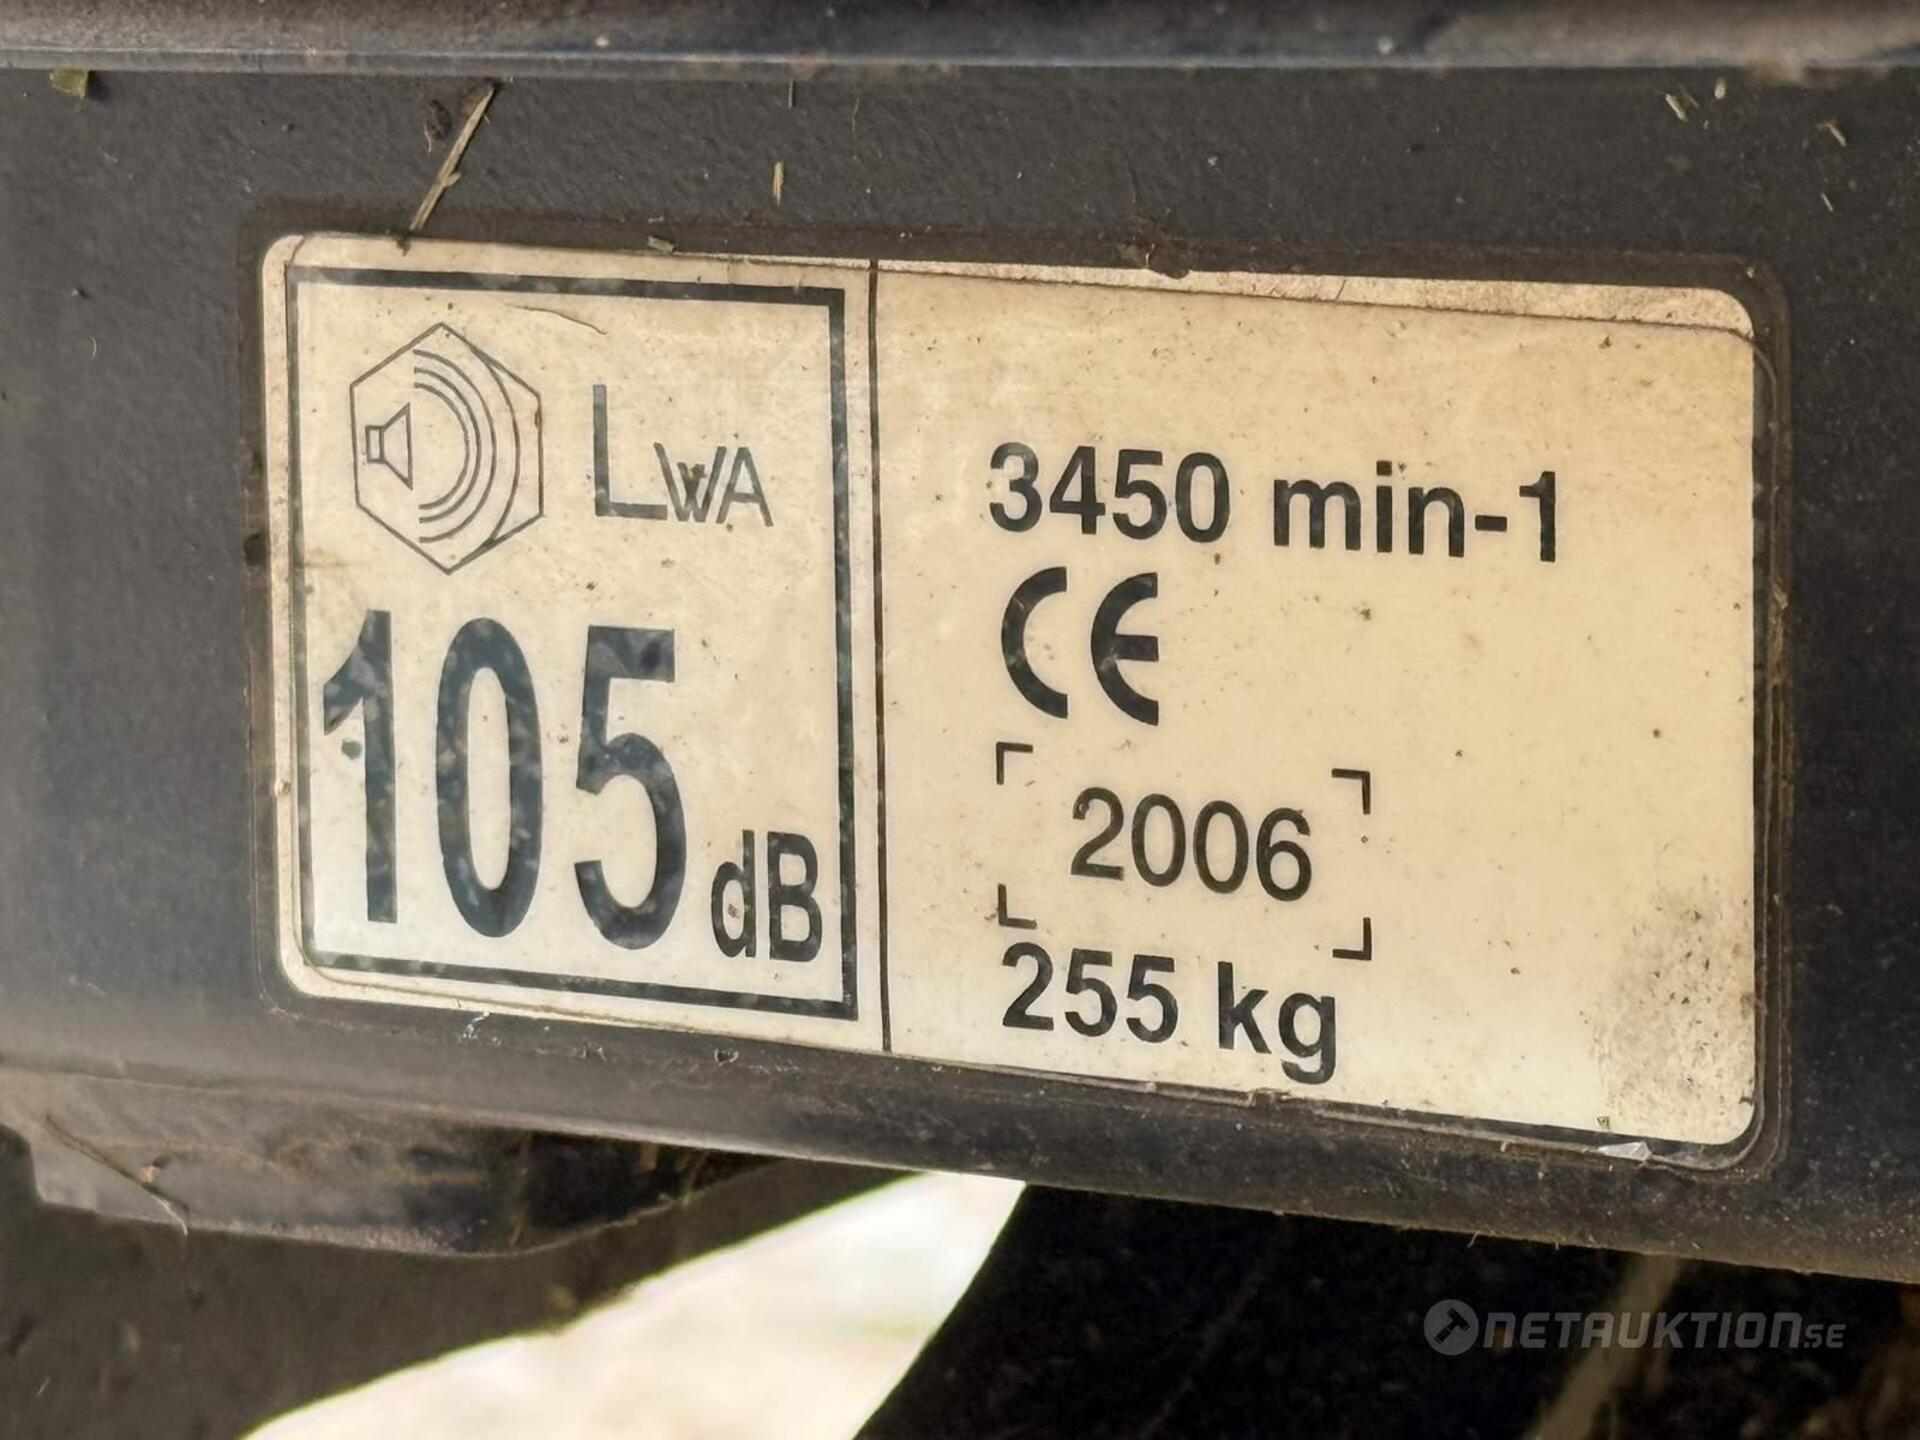 LWA
105 dB
3450 min-1
CE
2006
255 kg
NETAUKTION.SE